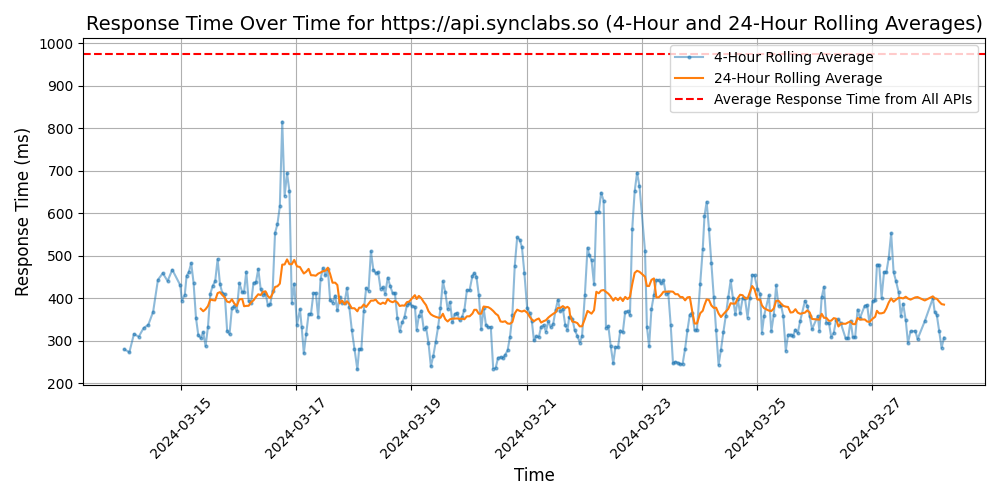 Response Time Over Time for https://api.synclabs.so (4-Hour and 24-Hour Rolling Averages)
4-Hour Rolling Average
24-Hour Rolling Average
Average Response Time from All APIs
Response Time (ms)
1000
900
800
700
600
500
400
300
200
2024-03-15
2024-03-17
2024-03-19
2024-03-21
2024-03-23
2024-03-25
2024-03-27
Time